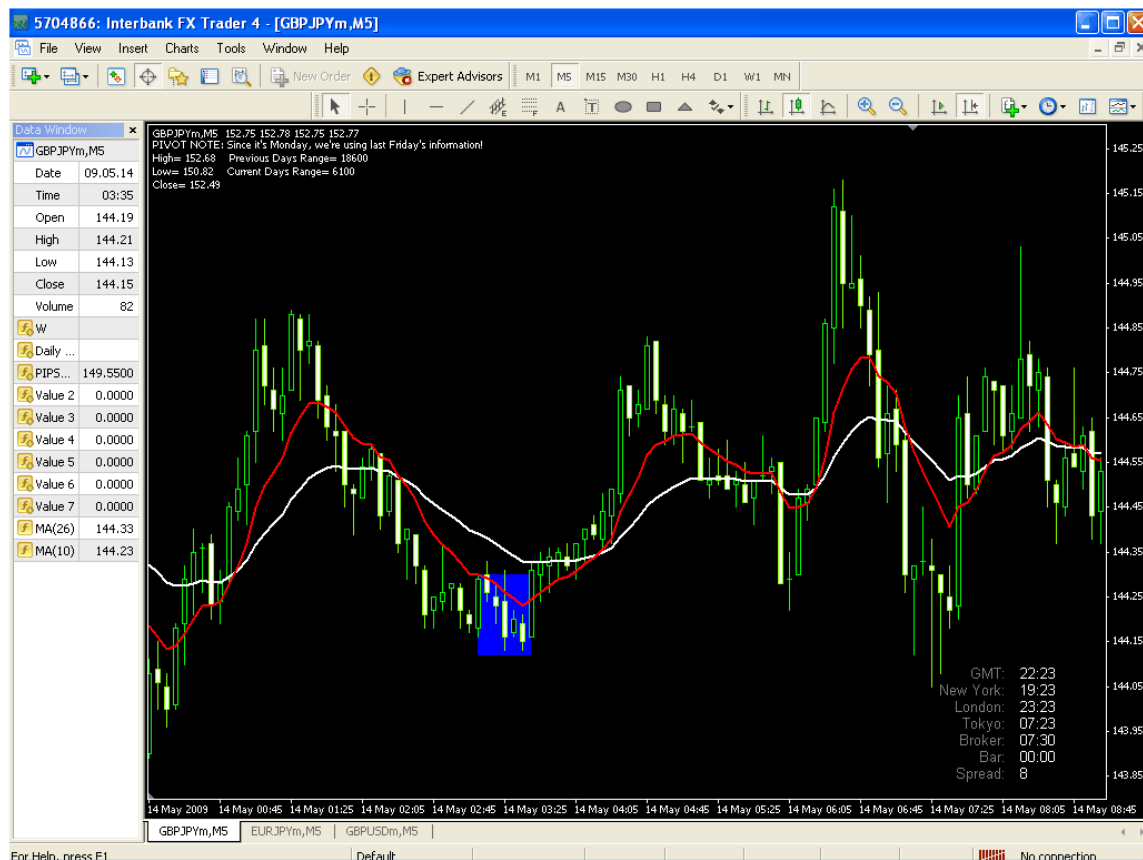 5704866: Interbank FX Trader 4 - [GBPJPYm,M5]
File View Insert Charts Tools Window Help
New Order Expert Advisors M1 M5 M15 M30 H1 H4 D1 W1 MN
Data Window
GBPJPYm,M5
Date 09.05.14
Time 03:35
Open 144.19
High 144.21
Low 144.13
Close 144.15
Volume 82
W
Daily ...
PIPS... 149.5500
Value 2 0.0000
Value 3 0.0000
Value 4 0.0000
Value 5 0.0000
Value 6 0.0000
Value 7 0.0000
MA(26) 144.33
MA(10) 144.23
GBPJPYm,M5 152.75 152.78 152.75 152.77
PIVOT NOTE: Since it's Monday, we're using last Friday's information!
High= 152.68 Previous Days Range= 18600
Low= 150.82 Current Days Range= 6100
Close= 152.49
145.25
145.15
145.05
144.95
144.85
144.75
144.65
144.55
144.45
144.35
144.25
144.15
144.05
143.95
143.85
GMT: 22:23
New York: 19:23
London: 23:23
Tokyo: 07:23
Broker: 07:30
Bar: 00:00
Spread: 8
14 May 2009 14 May 00:45 14 May 01:25 14 May 02:05 14 May 02:45 14 May 03:25 14 May 04:05 14 May 04:45 14 May 05:25 14 May 06:05 14 May 06:45 14 May 07:25 14 May 08:05 14 May 08:45
GBPJPYm,M5 EURJPYm,M5 GBPUSDm,M5
For Help, press F1 Default No connection